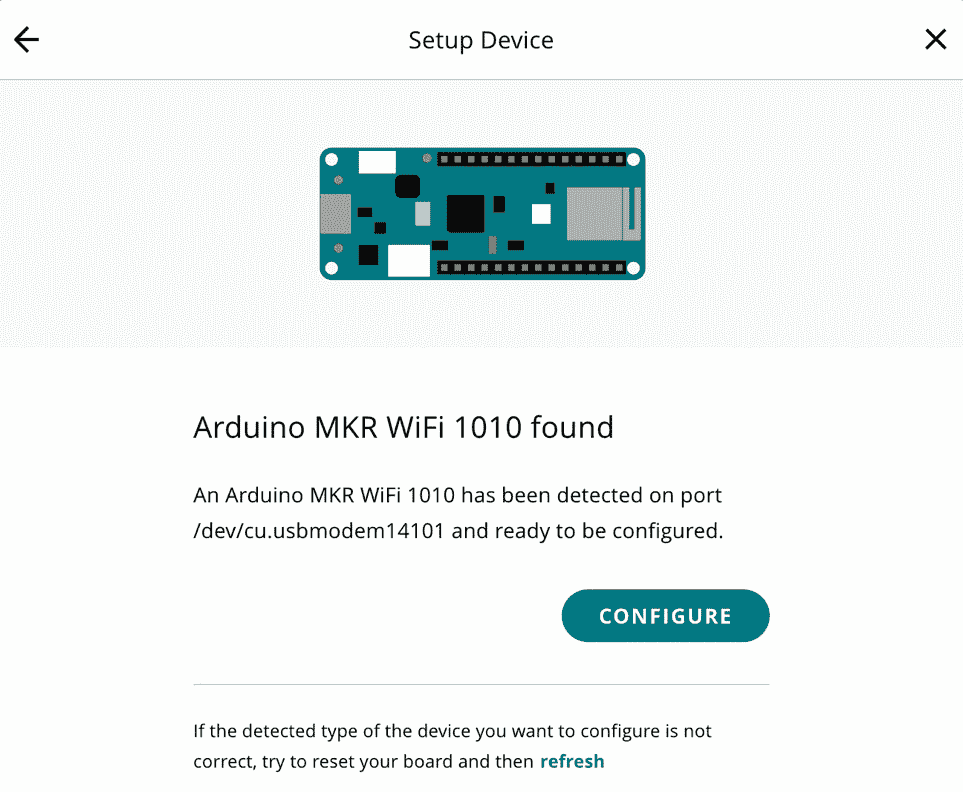 Setup Device
Arduino MKR WiFi 1010 found
An Arduino MKR WiFi 1010 has been detected on port
/dev/cu.usbmodem14101 and ready to be configured.
CONFIGURE
If the detected type of the device you want to configure is not
correct, try to reset your board and then refresh